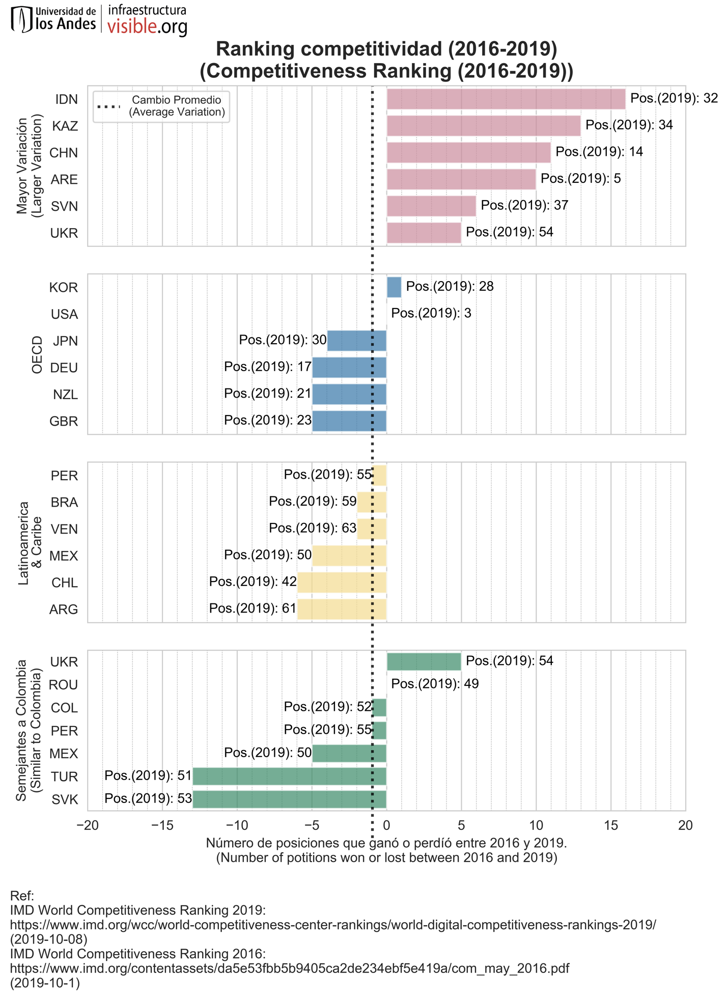 Universidad de
los Andes
infraestructura
visible.org
Ranking competitividad (2016-2019)
(Competitiveness Ranking (2016-2019))
Cambio Promedio
(Average Variation)
Mayor Variación
(Larger Variation)
IDN Pos.(2019): 32
KAZ Pos.(2019): 34
CHN Pos.(2019): 14
ARE Pos.(2019): 5
SVN Pos.(2019): 37
UKR Pos.(2019): 54
OECD
KOR Pos.(2019): 28
USA Pos.(2019): 3
JPN Pos.(2019): 30
DEU Pos.(2019): 17
NZL Pos.(2019): 21
GBR Pos.(2019): 23
Latinoamerica
& Caribe
PER Pos.(2019): 55
BRA Pos.(2019): 59
VEN Pos.(2019): 63
MEX Pos.(2019): 50
CHL Pos.(2019): 42
ARG Pos.(2019): 61
Semejantes a Colombia
(Similar to Colombia)
UKR Pos.(2019): 54
ROU Pos.(2019): 49
COL Pos.(2019): 52
PER Pos.(2019): 55
MEX Pos.(2019): 50
TUR Pos.(2019): 51
SVK Pos.(2019): 53
−20 −15 −10 −5 0 5 10 15 20
Número de posiciones que ganó o perdíó entre 2016 y 2019.
(Number of potitions won or lost between 2016 and 2019)
Ref:
IMD World Competitiveness Ranking 2019:
https://www.imd.org/wcc/world-competitiveness-center-rankings/world-digital-competitiveness-rankings-2019/
(2019-10-08)
IMD World Competitiveness Ranking 2016:
https://www.imd.org/contentassets/da5e53fbb5b9405ca2de234ebf5e419a/com_may_2016.pdf
(2019-10-1)